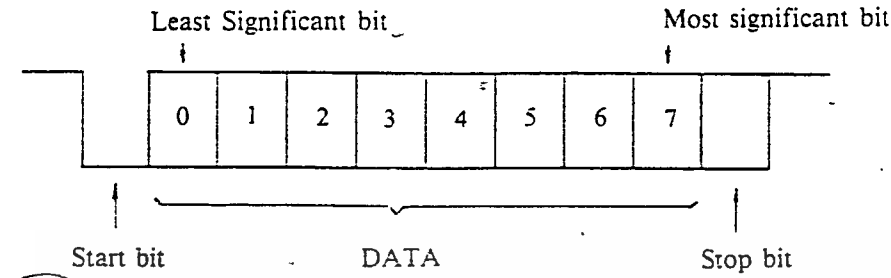 Least Significant bit
Most significant bit
0 1 2 3 4 5 6 7
Start bit
DATA
Stop bit